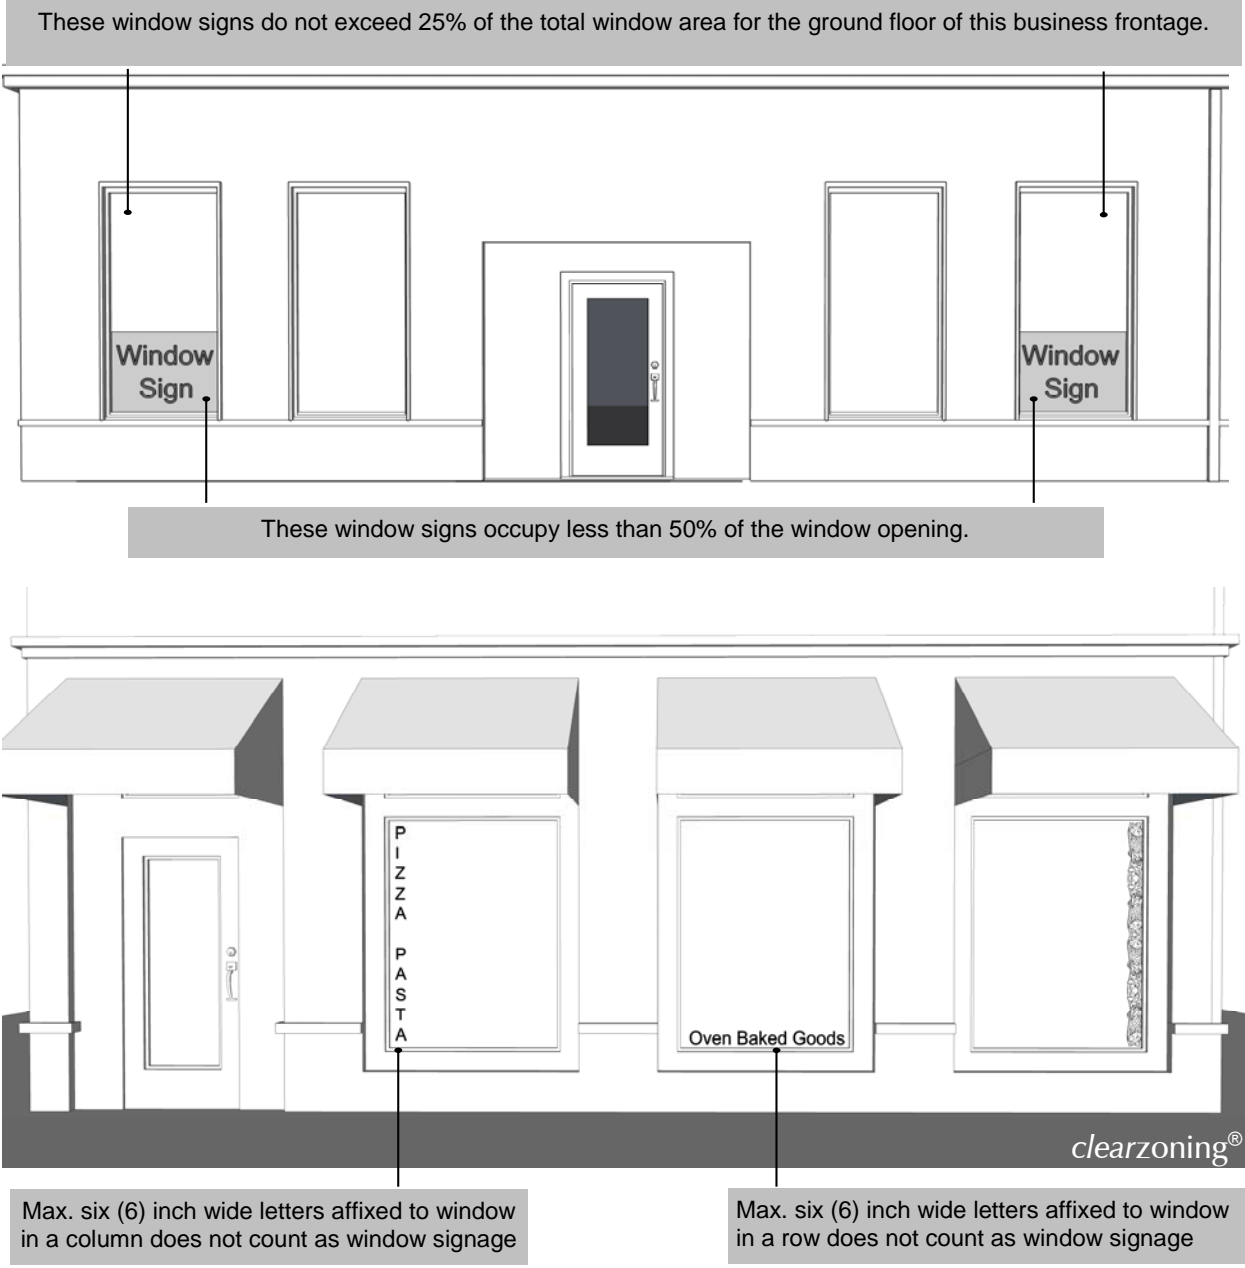 These window signs do not exceed 25% of the total window area for the ground floor of this business frontage.
Window
Sign
Window
Sign
These window signs occupy less than 50% of the window opening.
PIZZA PASTA
Oven Baked Goods
clearzoning®
Max. six (6) inch wide letters affixed to window
in a column does not count as window signage
Max. six (6) inch wide letters affixed to window
in a row does not count as window signage